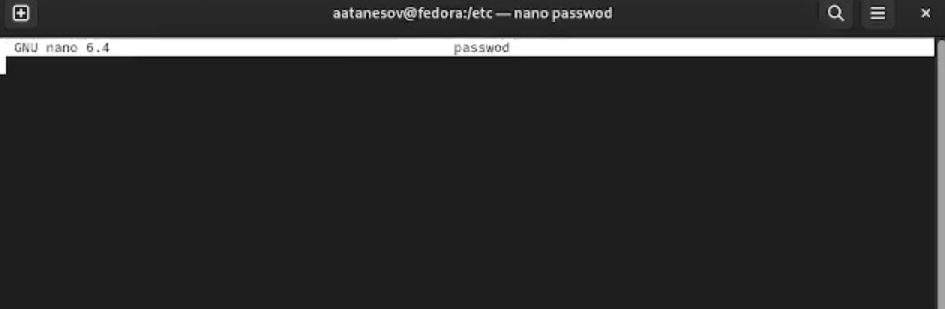 aatanesov@fedora:/etc — nano passwod
GNU nano 6.4 passwod